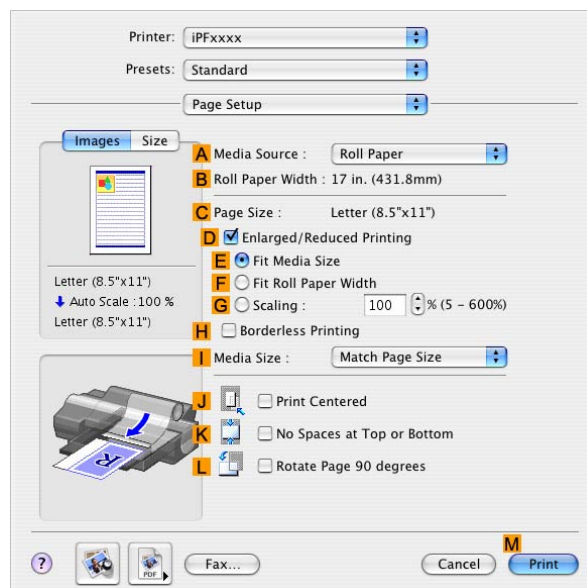 Printer: iPFxxxx
Presets: Standard
Page Setup
Images Size
A Media Source : Roll Paper
B Roll Paper Width : 17 in. (431.8mm)
C Page Size : Letter (8.5"x11")
D Enlarged/Reduced Printing
E Fit Media Size
F Fit Roll Paper Width
G Scaling : 100 % (5 - 600%)
Letter (8.5"x11")
Auto Scale :100 %
Letter (8.5"x11")
H Borderless Printing
I Media Size : Match Page Size
J Print Centered
K No Spaces at Top or Bottom
L Rotate Page 90 degrees
R
M
? PDF Fax... Cancel Print